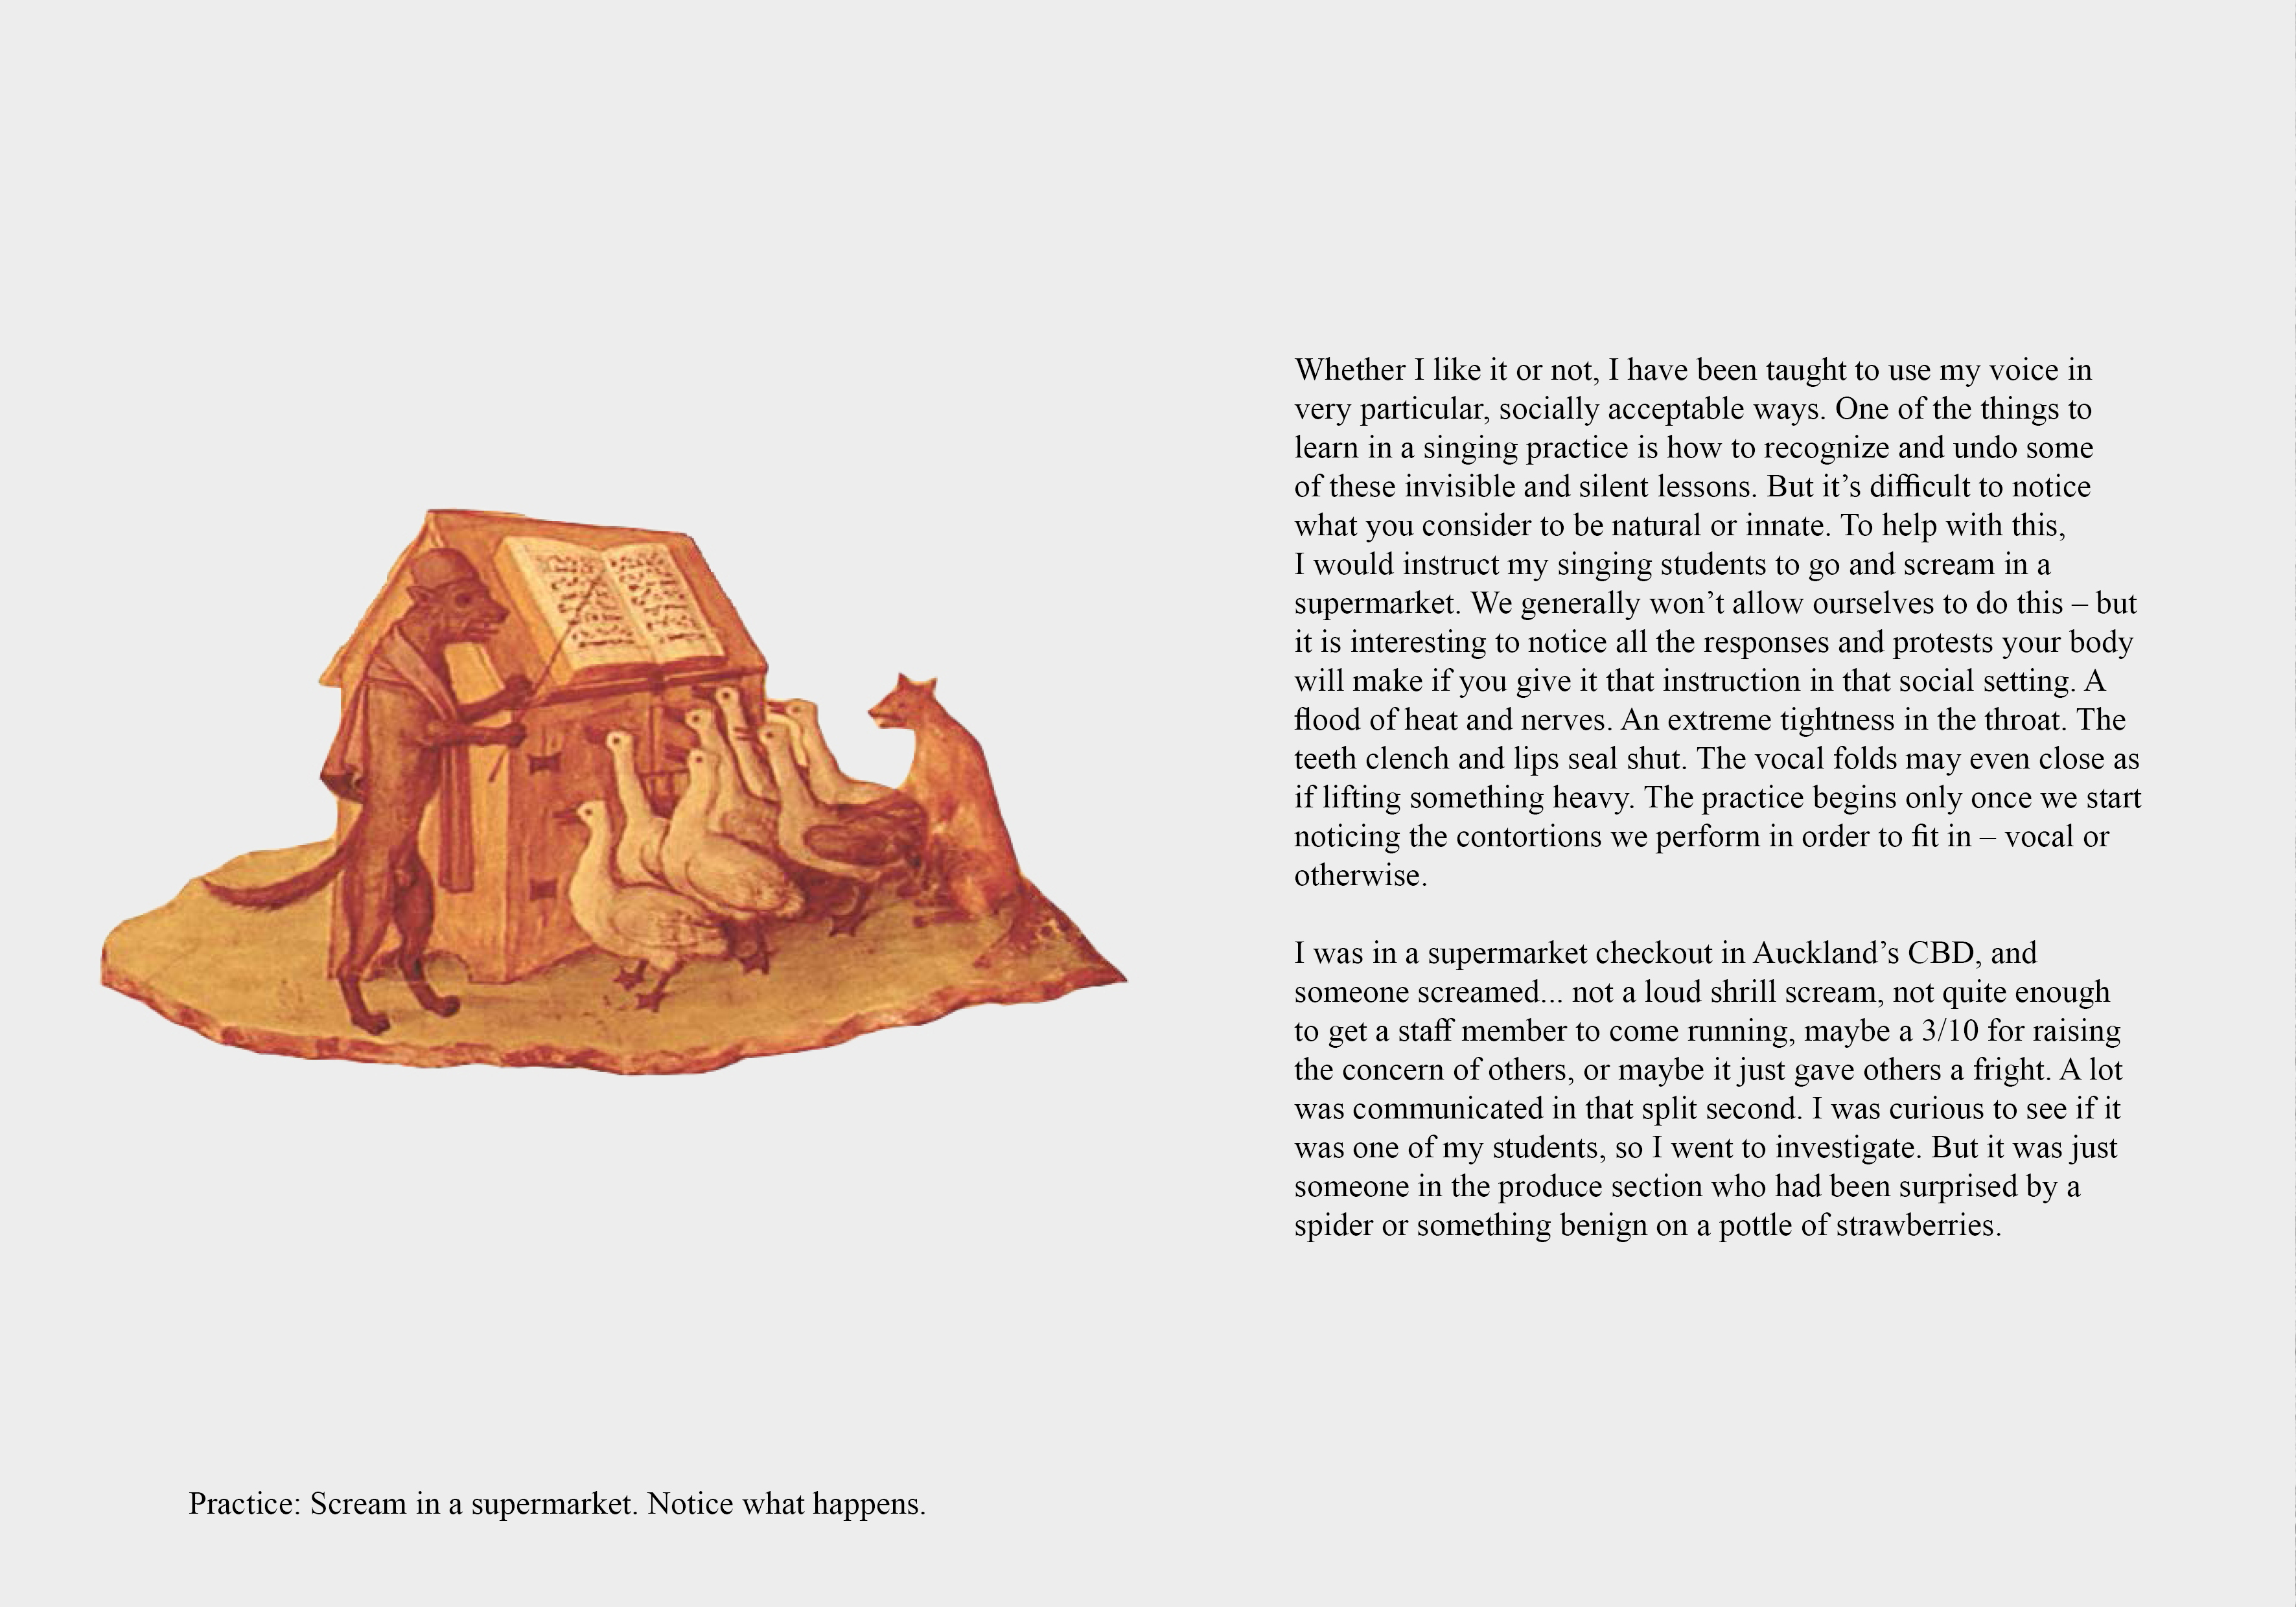 Whether I like it or not, I have been taught to use my voice in
very particular, socially acceptable ways. One of the things to
learn in a singing practice is how to recognize and undo some
of these invisible and silent lessons. But it’s difficult to notice
what you consider to be natural or innate. To help with this,
I would instruct my singing students to go and scream in a
supermarket. We generally won’t allow ourselves to do this – but
it is interesting to notice all the responses and protests your body
will make if you give it that instruction in that social setting. A
flood of heat and nerves. An extreme tightness in the throat. The
teeth clench and lips seal shut. The vocal folds may even close as
if lifting something heavy. The practice begins only once we start
noticing the contortions we perform in order to fit in – vocal or
otherwise.
I was in a supermarket checkout in Auckland’s CBD, and
someone screamed... not a loud shrill scream, not quite enough
to get a staff member to come running, maybe a 3/10 for raising
the concern of others, or maybe it just gave others a fright. A lot
was communicated in that split second. I was curious to see if it
was one of my students, so I went to investigate. But it was just
someone in the produce section who had been surprised by a
spider or something benign on a pottle of strawberries.
Practice: Scream in a supermarket. Notice what happens.